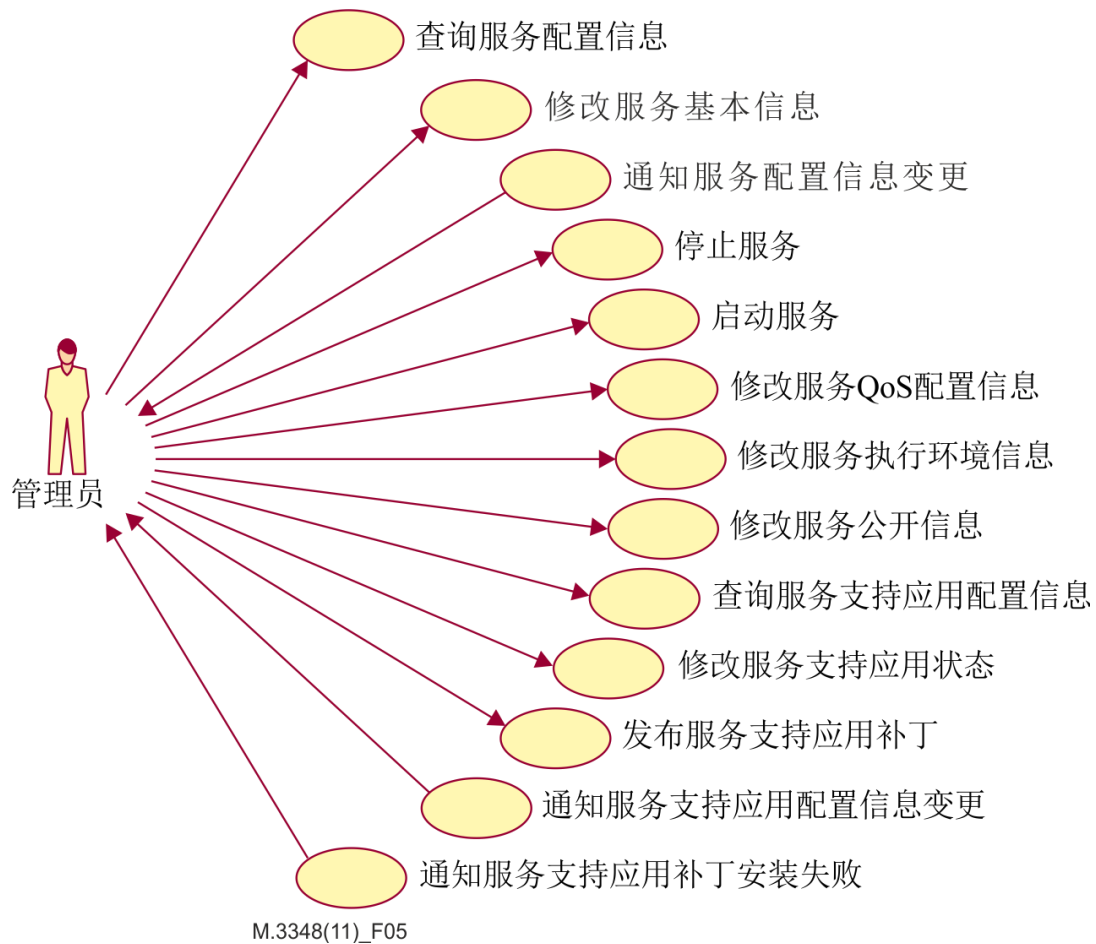 查询服务配置信息
修改服务基本信息
通知服务配置信息变更
停止服务
启动服务
修改服务QoS配置信息
修改服务执行环境信息
管理员
修改服务公开信息
查询服务支持应用配置信息
修改服务支持应用状态
发布服务支持应用补丁
通知服务支持应用配置信息变更
通知服务支持应用补丁安装失败
M.3348(11)_F05